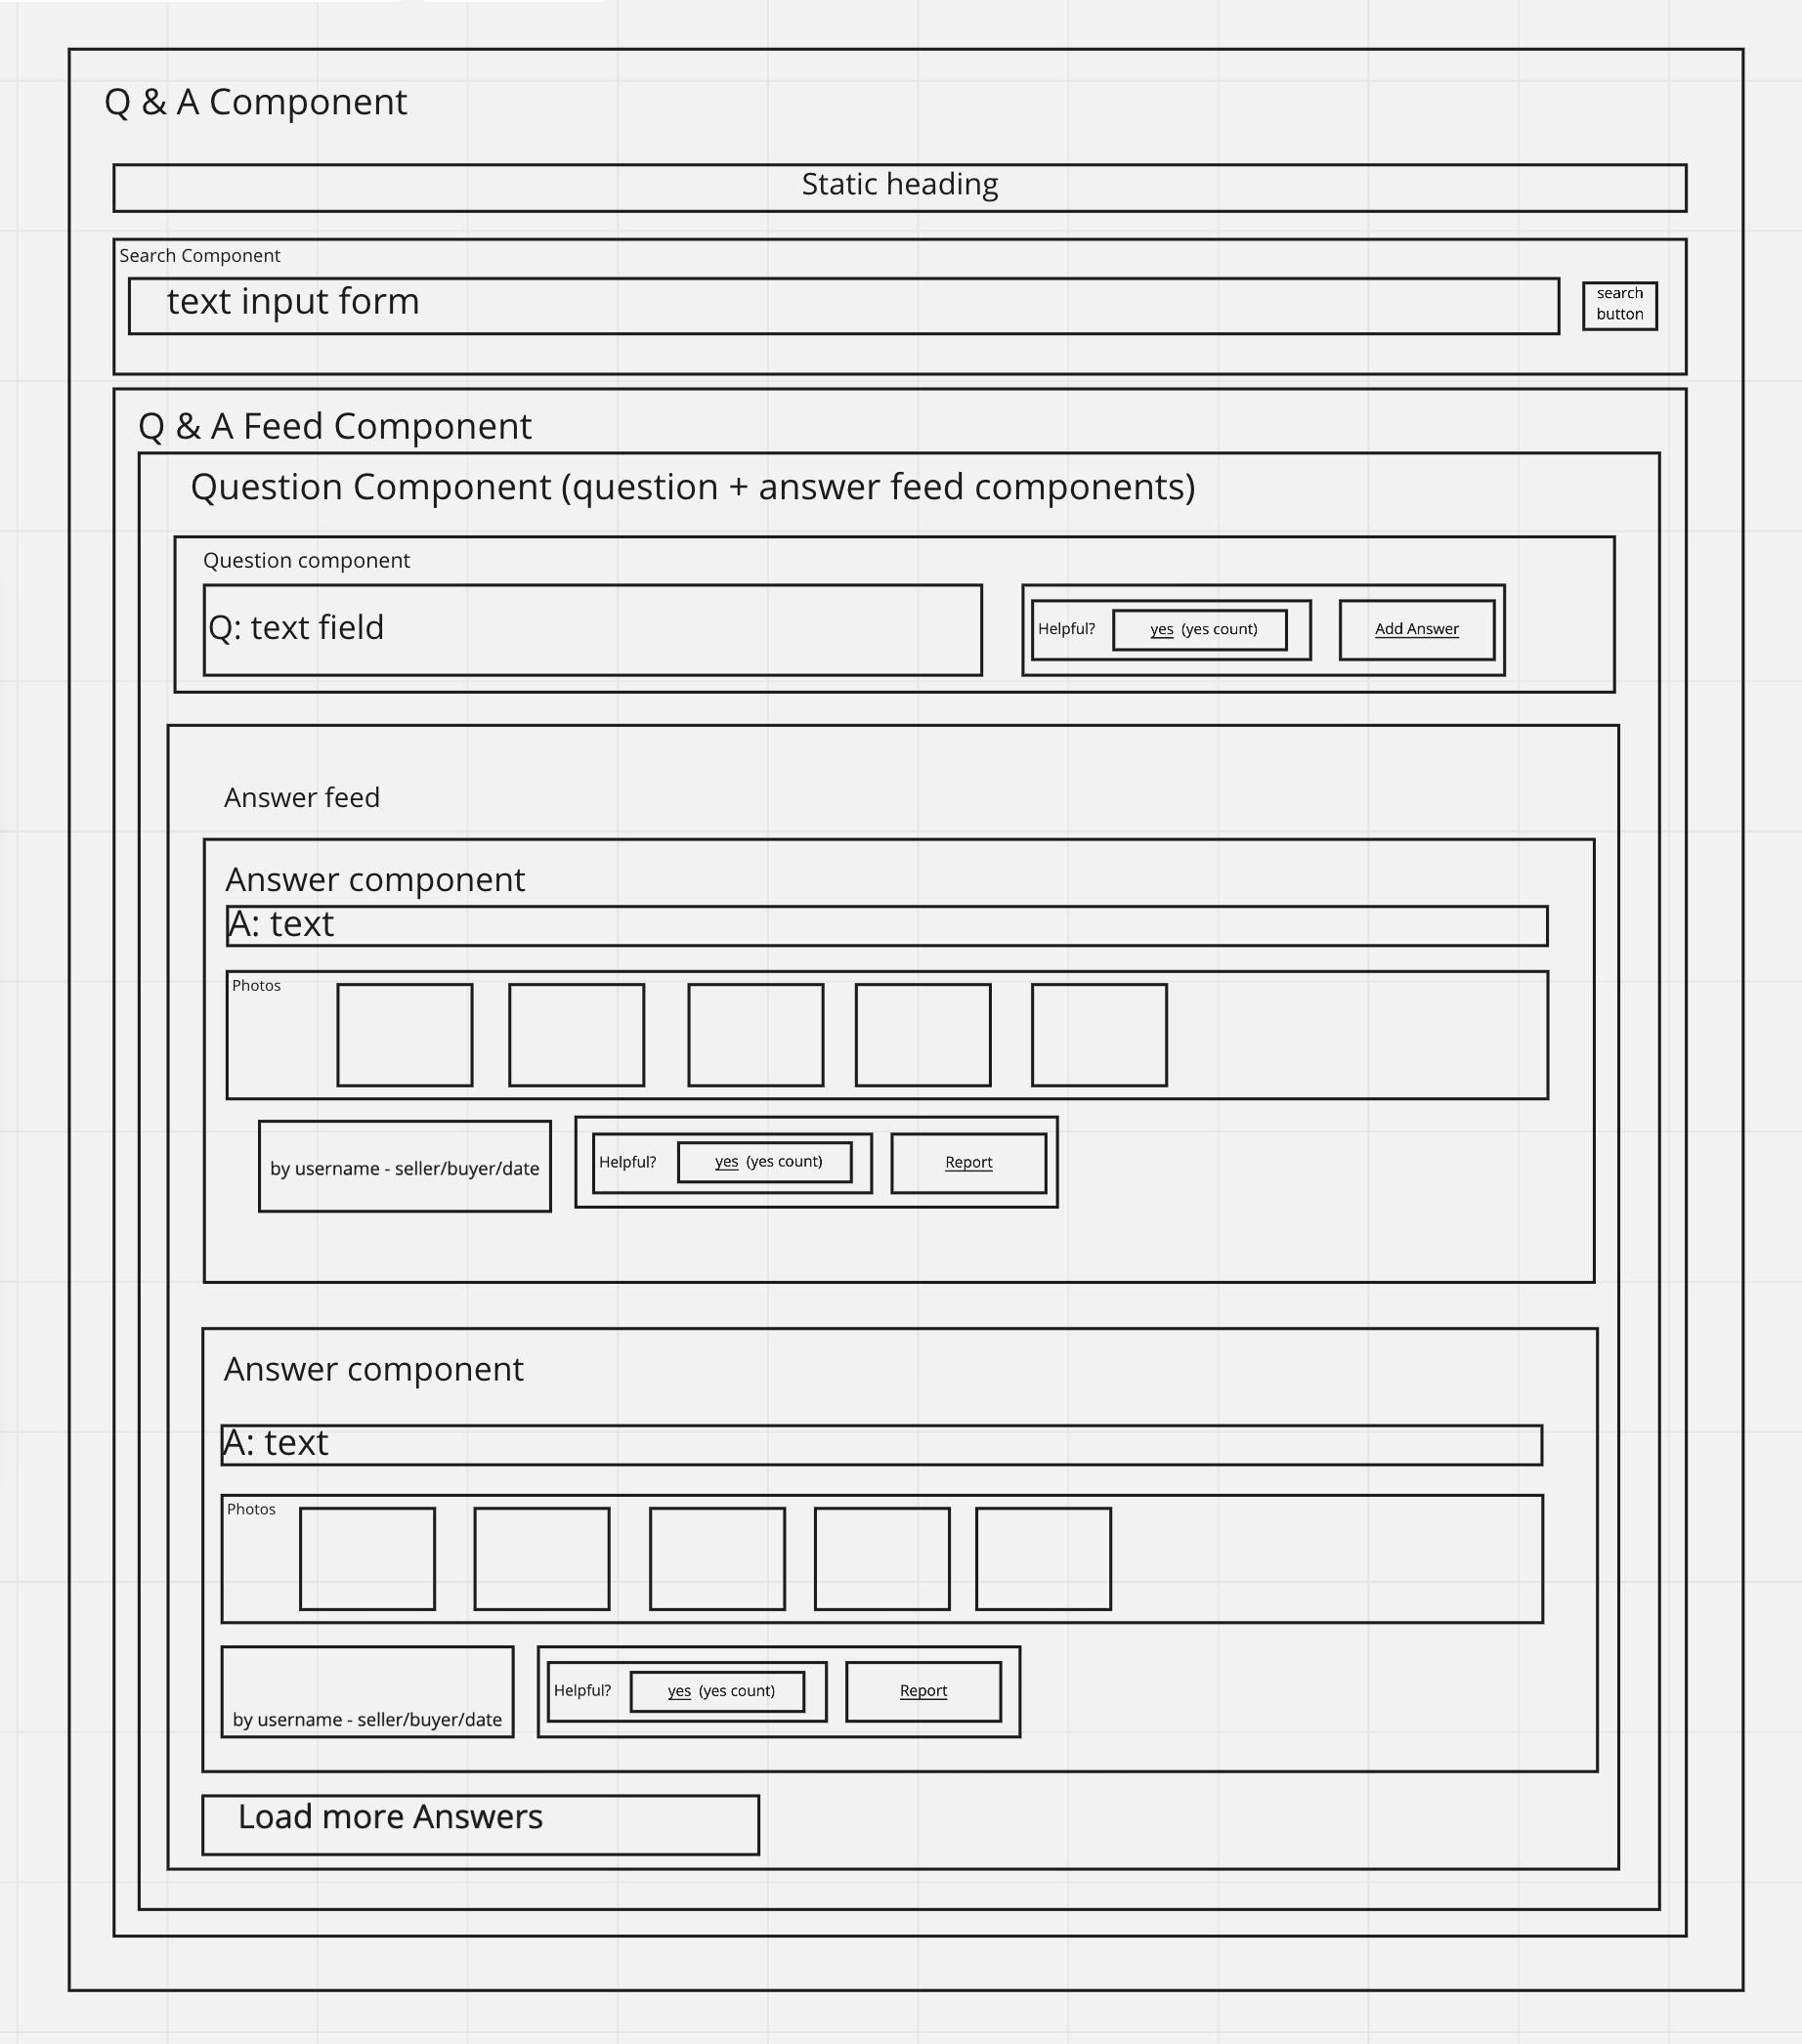 Q & A Component
Static heading
Search Component
text input form
search
button
Q & A Feed Component
Question Component (question + answer feed components)
Question component
Q: text field
Helpful? yes (yes count) Add Answer
Answer feed
Answer component
A: text
Photos
by username - seller/buyer/date
Helpful? yes (yes count) Report
Answer component
A: text
Photos
by username - seller/buyer/date
Helpful? yes (yes count) Report
Load more Answers